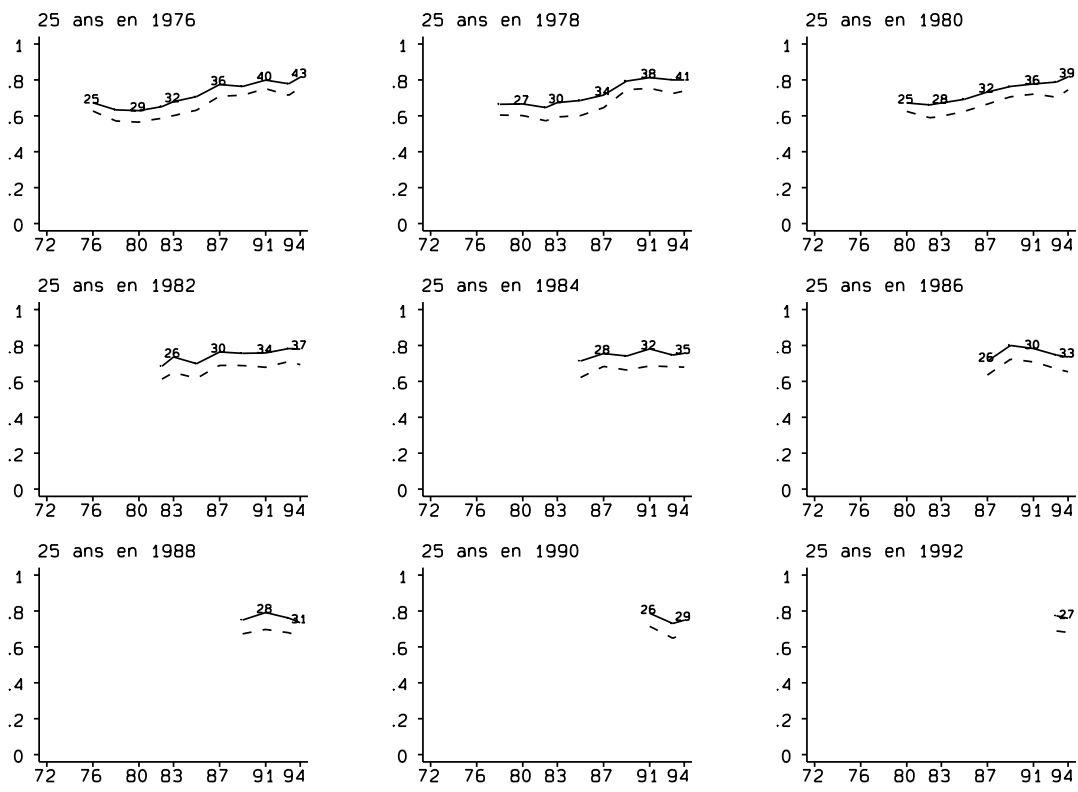 25 ans en 1976
25 ans en 1978
25 ans en 1980
1 1 1
36 40 43 38 41 36 39
.8 .8 .8
25 29 32 27 30 34 25 28 32
.6 .6 .6
.4 .4 .4
.2 .2 .2
0 0 0
72 76 80 83 87 91 94
72 76 80 83 87 91 94
72 76 80 83 87 91 94
25 ans en 1982
25 ans en 1984
25 ans en 1986
1 1 1
26 30 34 37 28 32 35 26 30 33
.8 .8 .8
.6 .6 .6
.4 .4 .4
.2 .2 .2
0 0 0
72 76 80 83 87 91 94
72 76 80 83 87 91 94
72 76 80 83 87 91 94
25 ans en 1988
25 ans en 1990
25 ans en 1992
1 1 1
28 31 26 29 27
.8 .8 .8
.6 .6 .6
.4 .4 .4
.2 .2 .2
0 0 0
72 76 80 83 87 91 94
72 76 80 83 87 91 94
72 76 80 83 87 91 94